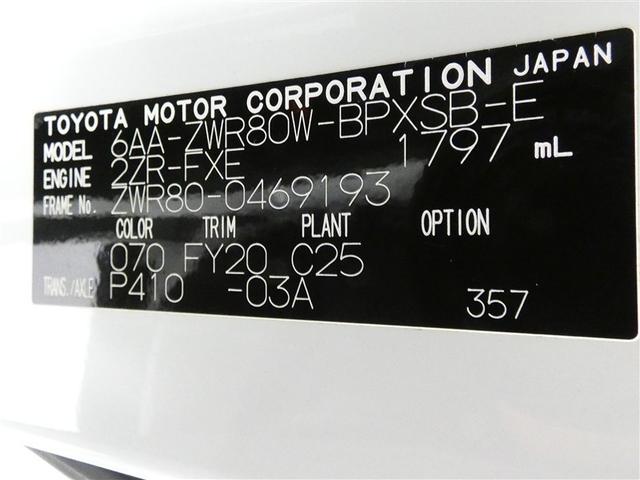 TOYOTA MOTOR CORPORATION JAPAN
MODEL 6AA-ZWR80W-BPXSB-E
ENGINE 2ZR-FXE 1797 mL
FRAME No. ZWR80-0469193
COLOR TRIM PLANT OPTION
070 FY20 C25
TRANS./AXLE P410 -03A 357